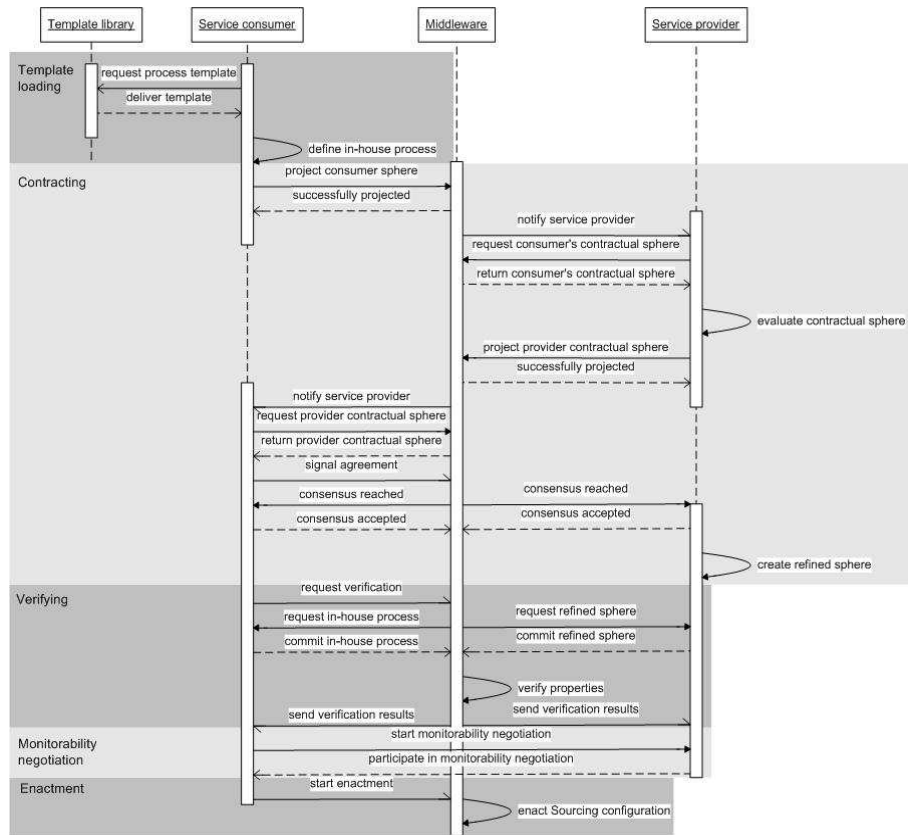 Template library
Service consumer
Middleware
Service provider
Template
loading
request process template
deliver template
define in-house process
Contracting
project consumer sphere
successfully projected
notify service provider
request consumer's contractual sphere
return consumer's contractual sphere
evaluate contractual sphere
project provider contractual sphere
successfully projected
notify service provider
request provider contractual sphere
return provider contractual sphere
signal agreement
consensus reached
consensus reached
consensus accepted
consensus accepted
create refined sphere
Verifying
request verification
request in-house process
request refined sphere
commit in-house process
commit refined sphere
verify properties
send verification results
send verification results
Monitorability
negotiation
start monitorability negotiation
participate in monitorability negotiation
Enactment
start enactment
enact Sourcing configuration